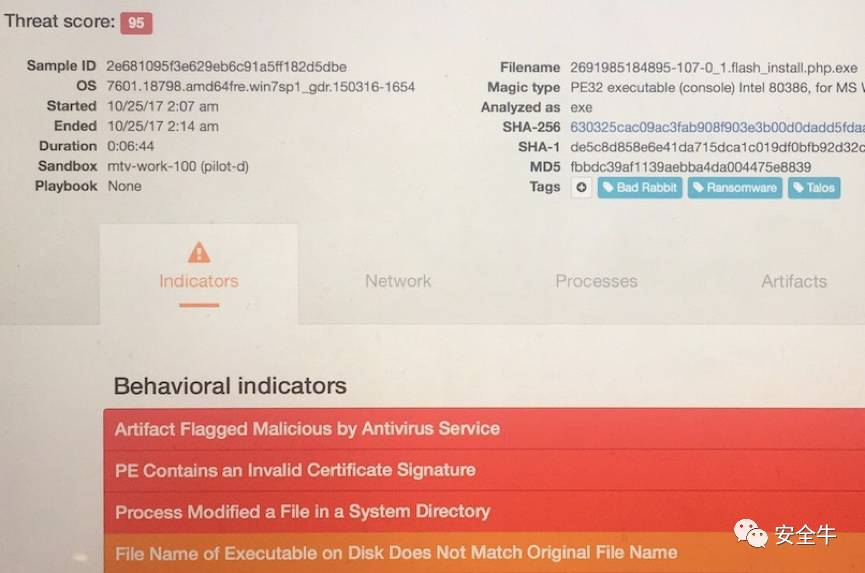 Threat score: 95
Sample ID 2e681095f3e629eb6c91a5ff182d5dbe
OS 7601.18798.amd64fre.win7sp1_gdr.150316-1654
Started 10/25/17 2:07 am
Ended 10/25/17 2:14 am
Duration 0:06:44
Sandbox mtv-work-100 (pilot-d)
Playbook None
Filename 2691985184895-107-0_1.flash_install.php.exe
Magic type PE32 executable (console) Intel 80386, for MS
Analyzed as exe
SHA-256 630325cac09ac3fab908f903e3b00d0dadd5fdaa
SHA-1 de5c8d858e6e41da715dca1c019df0bfb92d32c
MD5 fbbdc39af1139aebba4da004475e8839
Tags Bad Rabbit Ransomware Talos
Indicators Network Processes Artifacts
Behavioral indicators
Artifact Flagged Malicious by Antivirus Service
PE Contains an Invalid Certificate Signature
Process Modified a File in a System Directory
File Name of Executable on Disk Does Not Match Original File Name
安全牛